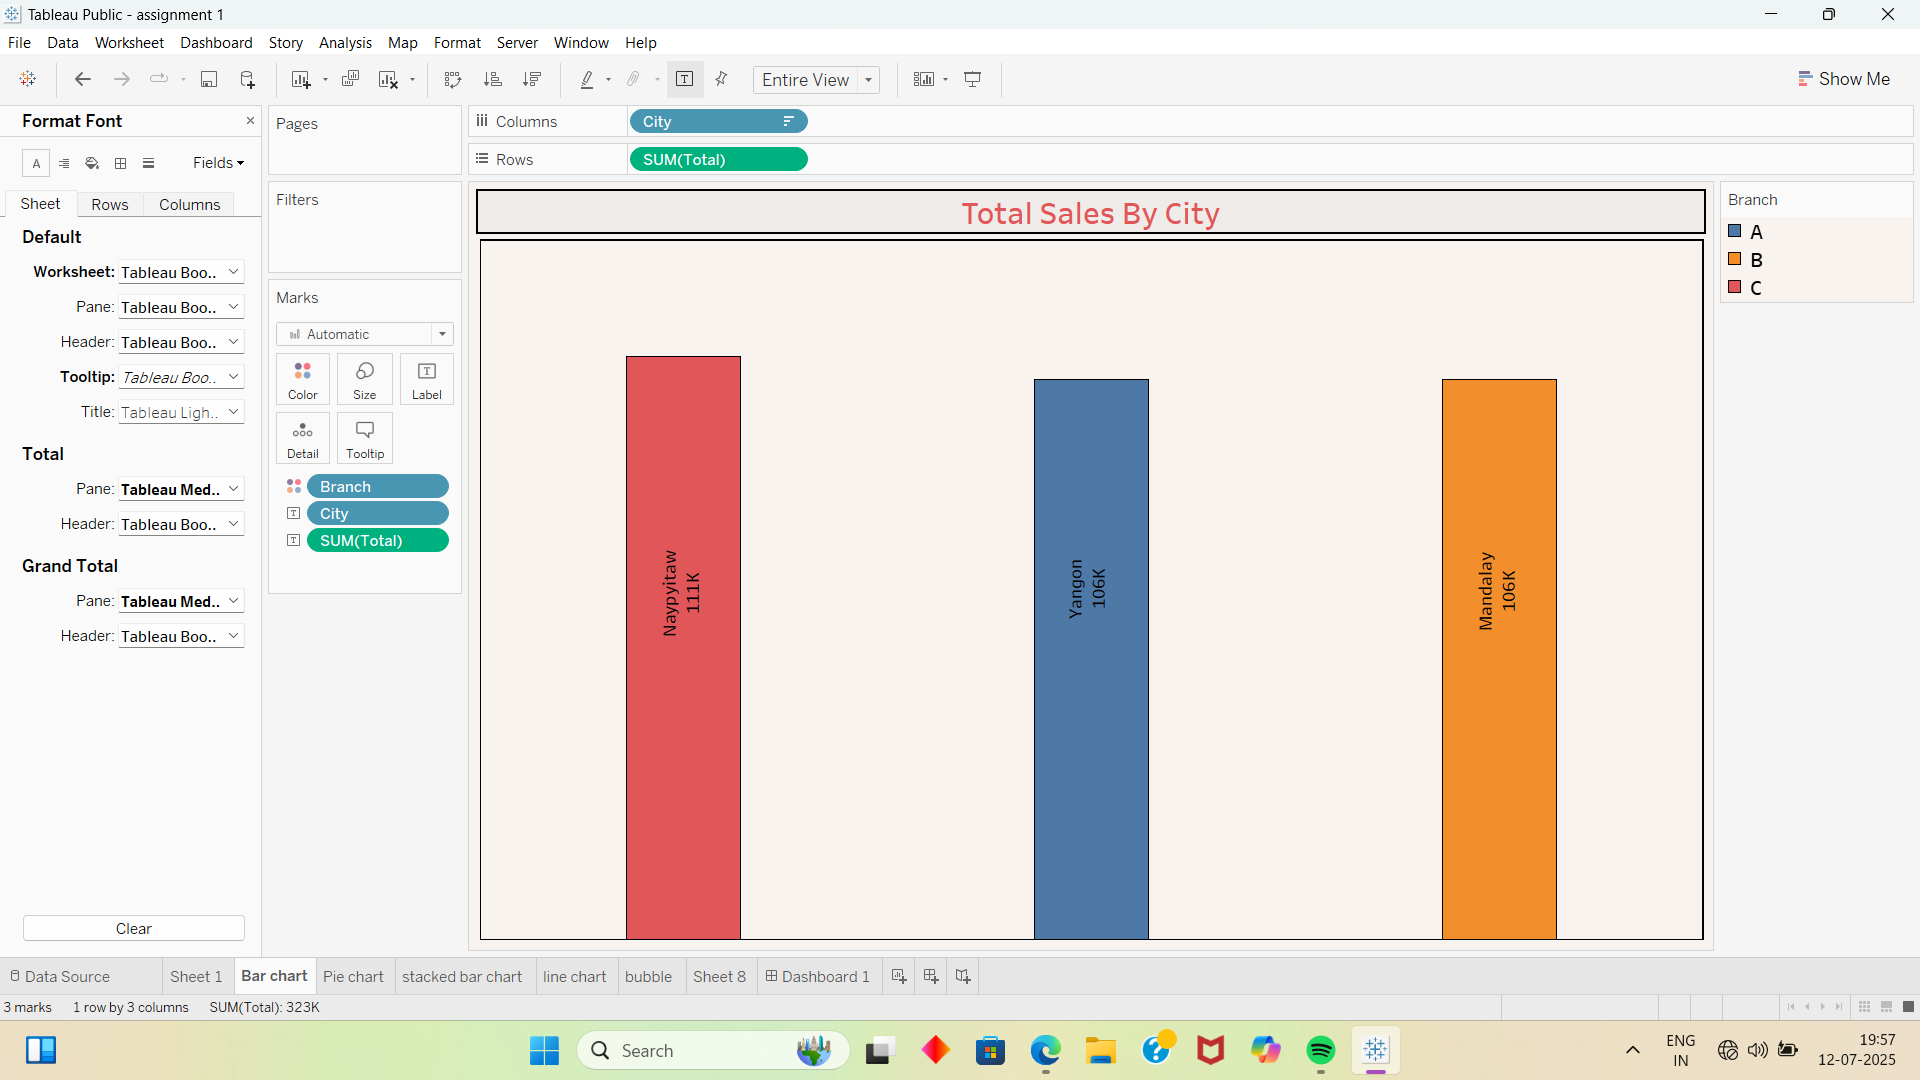 Tableau Public - assignment 1
File Data Worksheet Dashboard Story Analysis Map Format Server Window Help
Entire View
Show Me
Format Font
Fields
Sheet Rows Columns
Default
Worksheet: Tableau Boo..
Pane: Tableau Boo..
Header: Tableau Boo..
Tooltip: Tableau Boo..
Title: Tableau Ligh..
Total
Pane: Tableau Med..
Header: Tableau Boo..
Grand Total
Pane: Tableau Med..
Header: Tableau Boo..
Clear
Pages
Filters
Marks
Automatic
Color Size Label
Detail Tooltip
Branch
City
SUM(Total)
Columns City
Rows SUM(Total)
Total Sales By City
Naypyitaw
111K
Yangon
106K
Mandalay
106K
Branch
A
B
C
Data Source Sheet 1 Bar chart Pie chart stacked bar chart line chart bubble Sheet 8 Dashboard 1
3 marks 1 row by 3 columns SUM(Total): 323K
Search
ENG
IN
19:57
12-07-2025